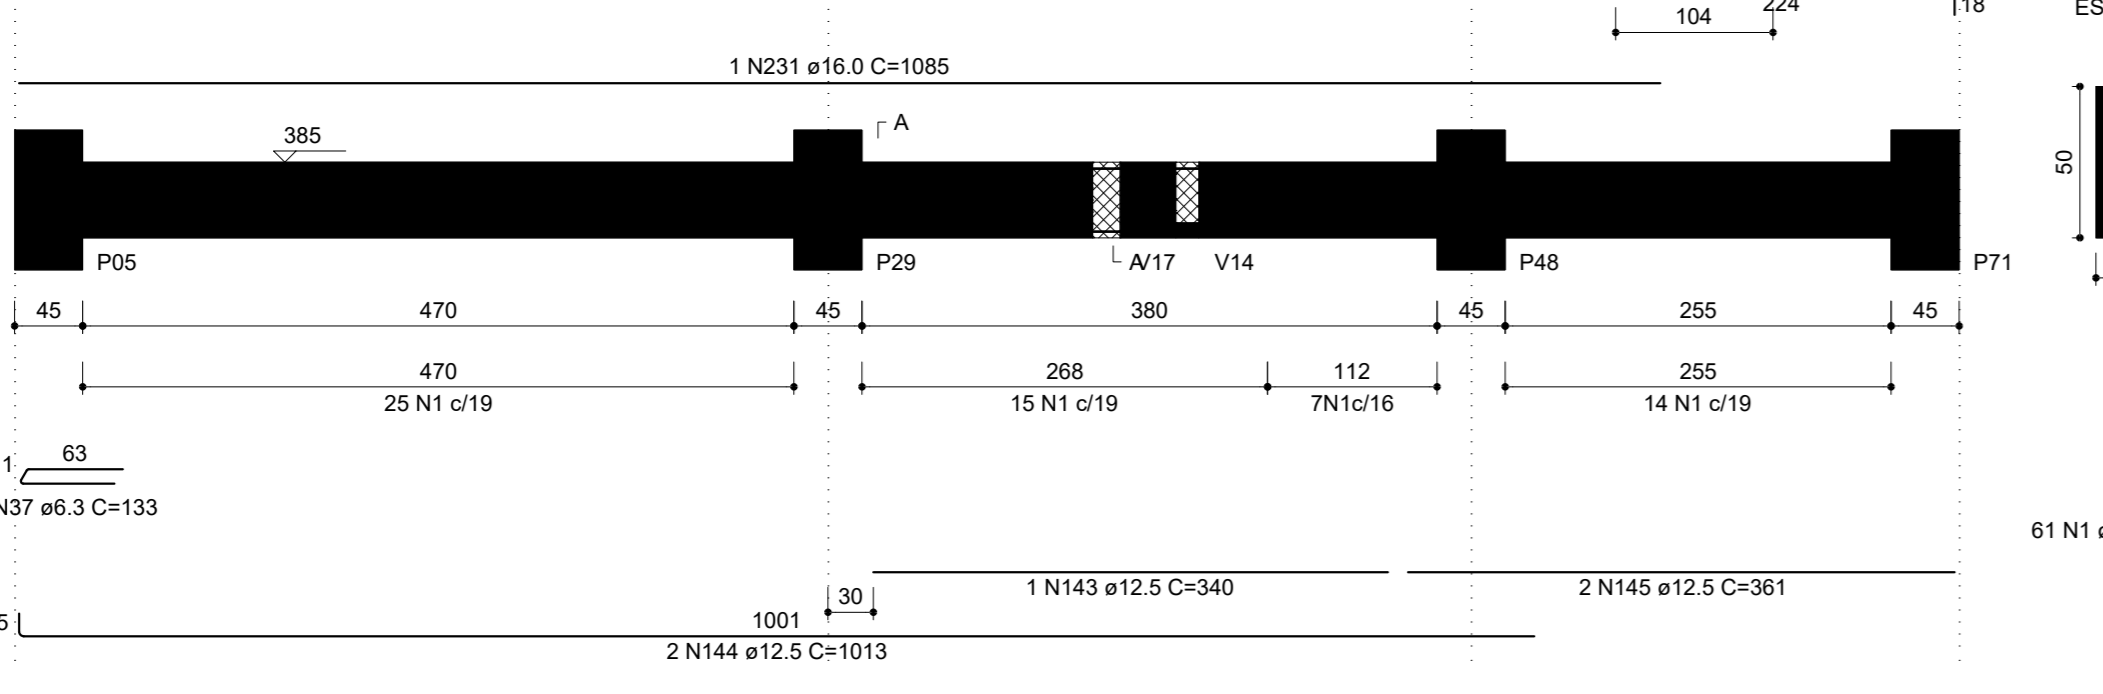 224
18
ES
104
1 N231 ø16.0 C=1085
A
385
50
P05
P29
A
V17
V14
P48
P71
45
470
45
380
45
255
45
470
268
112
255
25 N1 c/19
15 N1 c/19
7N1c/16
14 N1 c/19
1
63
N37 ø6.3 C=133
61 N1 ø
1 N143 ø12.5 C=340
2 N145 ø12.5 C=361
30
5
1001
2 N144 ø12.5 C=1013